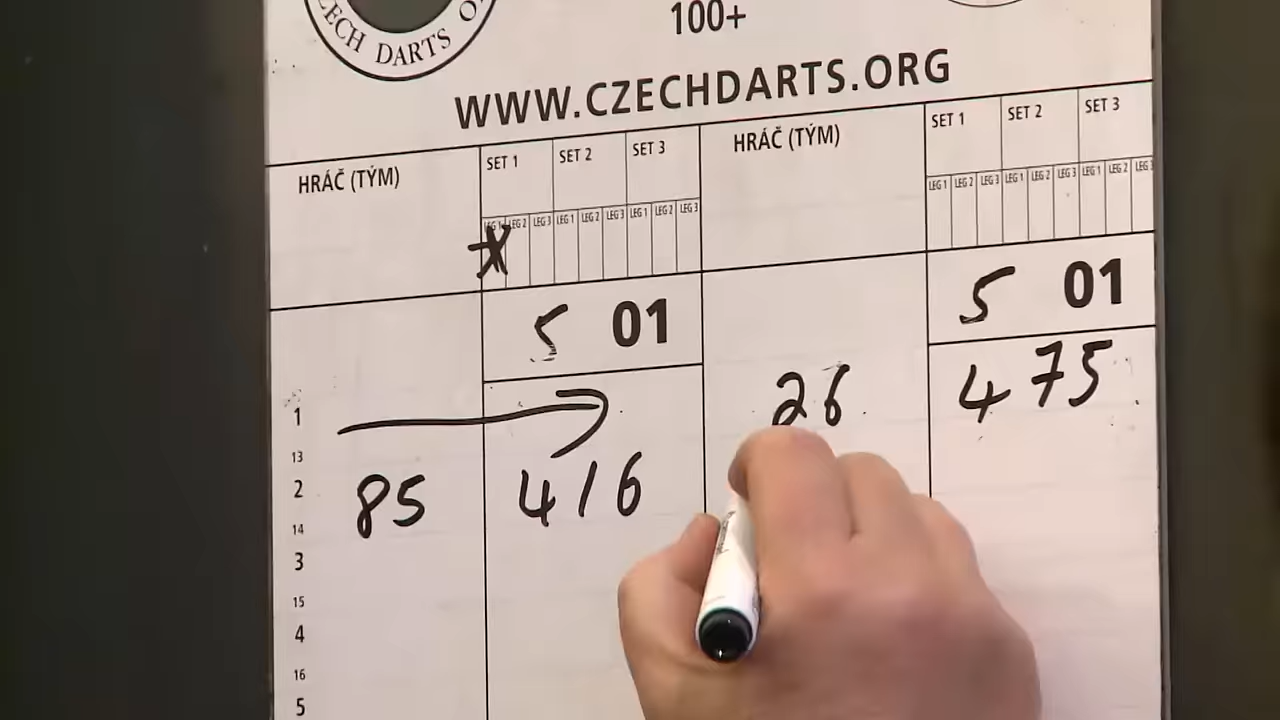 CZECH DARTS O
100+
WWW.CZECHDARTS.ORG
HRÁČ (TÝM) SET 1 SET 2 SET 3 HRÁČ (TÝM) SET 1 SET 2 SET 3
LEG 1 LEG 2 LEG 3 LEG 1 LEG 2 LEG 3 LEG 1 LEG 2 LEG 3 LEG 1 LEG 2 LEG 3 LEG 1 LEG 2 LEG 3 LEG 1 LEG 2 LEG 3
5 01 5 01
1 26 475
13
2 85 416
14
3
15
4
16
5